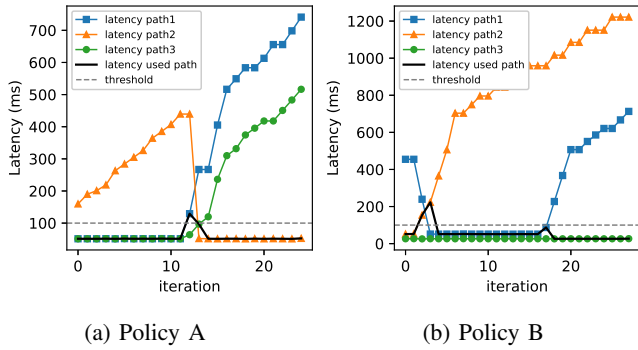 latency path1
latency path2
latency path3
latency used path
threshold
700
600
500
400
300
200
100
Latency (ms)
0
10
20
iteration
(a) Policy A
latency path1
latency path2
latency path3
latency used path
threshold
1200
1000
800
600
400
200
0
Latency (ms)
0
10
20
iteration
(b) Policy B